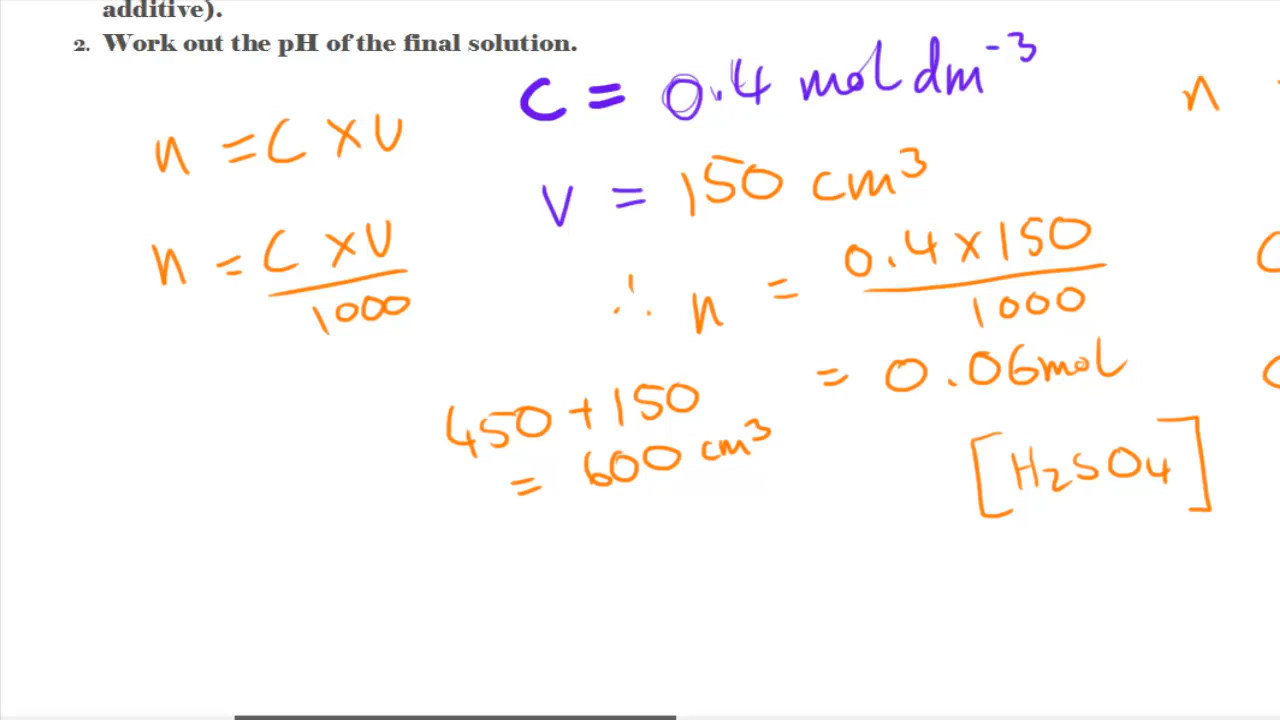 additive).
2. Work out the pH of the final solution.
C = 0.4 mol dm⁻³
n
n = C × V
V = 150 cm³
n = C × V / 1000
∴ n = 0.4 × 150 / 1000
= 0.06 mol
450 + 150
= 600 cm³
[H₂SO₄]